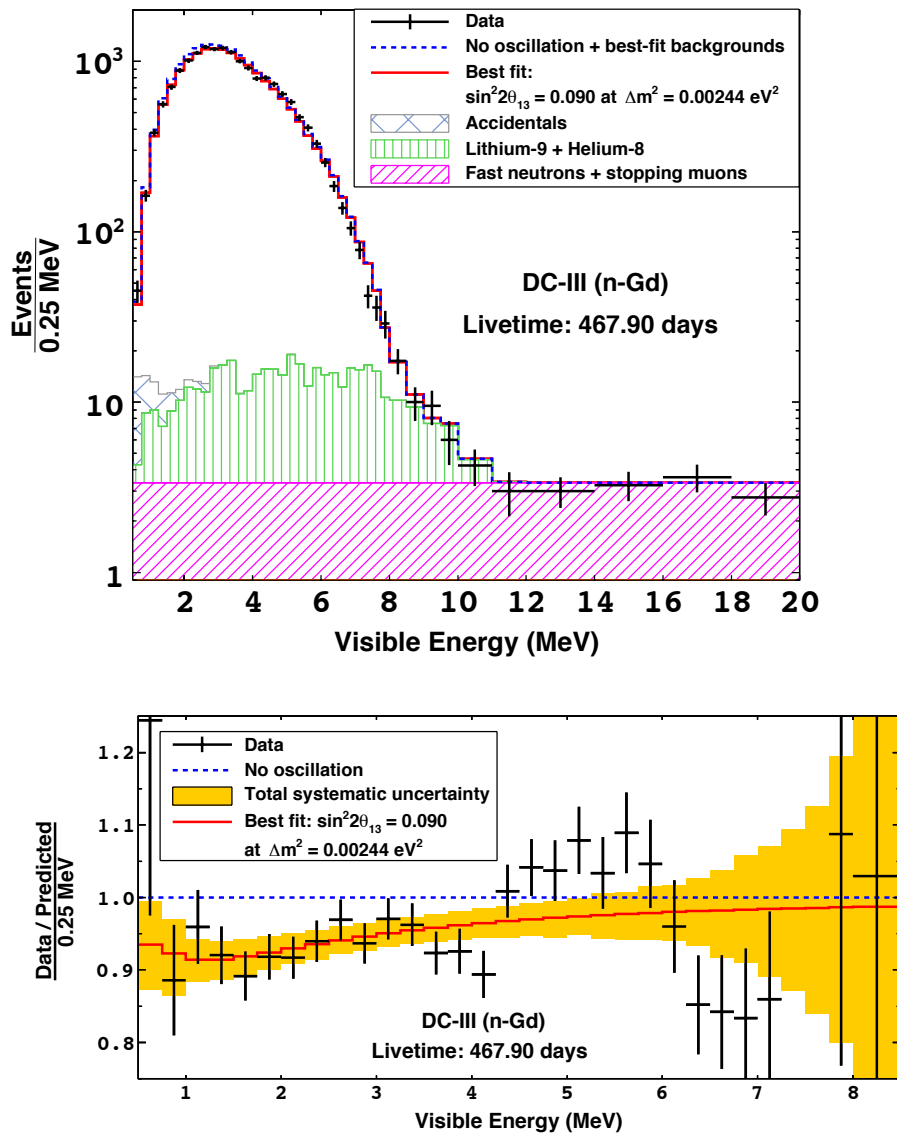 Data
No oscillation + best-fit backgrounds
Best fit:
sin²2θ₁₃ = 0.090 at Δm² = 0.00244 eV²
Accidentals
Lithium-9 + Helium-8
Fast neutrons + stopping muons
DC-III (n-Gd)
Livetime: 467.90 days
Events
0.25 MeV
10³
10²
10
1
2 4 6 8 10 12 14 16 18 20
Visible Energy (MeV)
Data
No oscillation
Total systematic uncertainty
Best fit: sin²2θ₁₃ = 0.090
at Δm² = 0.00244 eV²
DC-III (n-Gd)
Livetime: 467.90 days
Data / Predicted
0.25 MeV
1.2
1.1
1.0
0.9
0.8
1 2 3 4 5 6 7 8
Visible Energy (MeV)